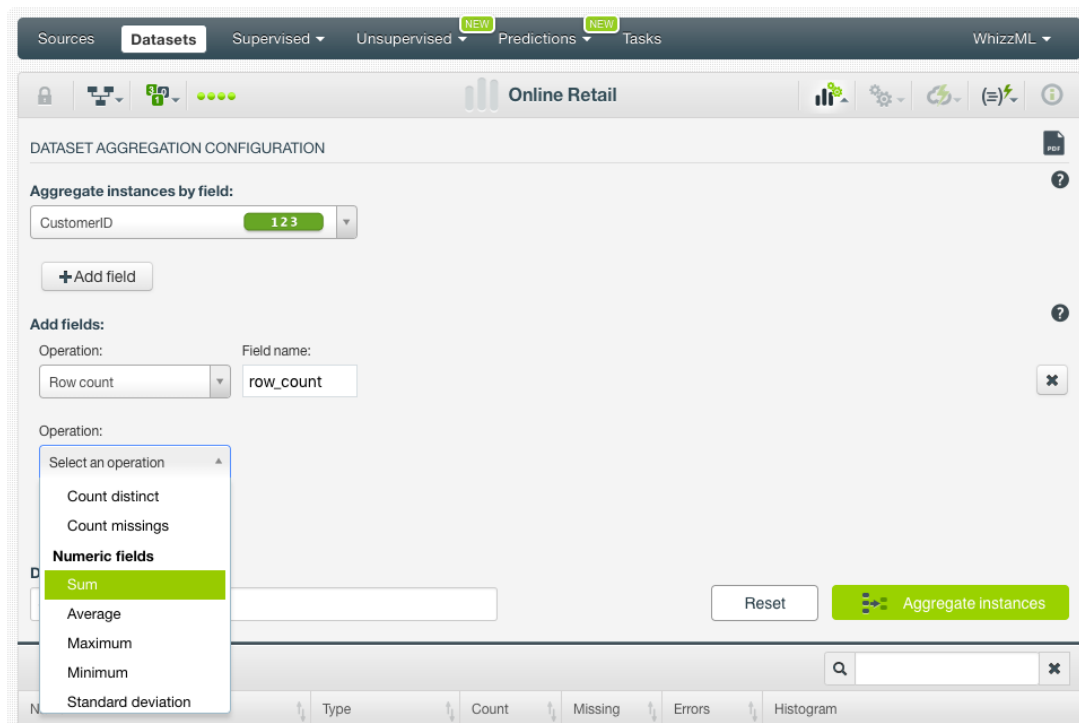 NEW NEW
Sources Datasets Supervised Unsupervised Predictions Tasks WhizzML
Online Retail
DATASET AGGREGATION CONFIGURATION
PDF
Aggregate instances by field:
CustomerID 123
+Add field
Add fields:
Operation: Field name:
Row count row_count
Operation:
Select an operation
Count distinct
Count missings
Numeric fields
D
Sum
Reset Aggregate instances
Average
Maximum
Minimum
Standard deviation
N Type Count Missing Errors Histogram